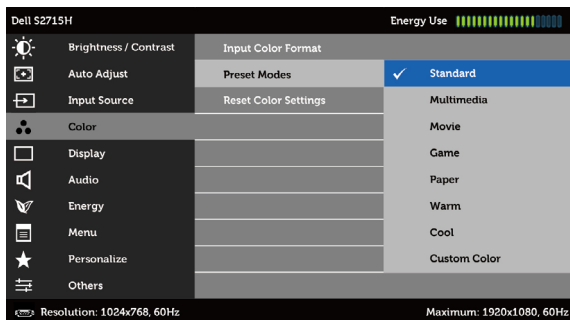 Dell S2715H Energy Use
Brightness / Contrast Input Color Format
Auto Adjust Preset Modes Standard
Input Source Reset Color Settings Multimedia
Color Movie
Display Game
Audio Paper
Energy Warm
Menu Cool
Personalize Custom Color
Others
Resolution: 1024x768, 60Hz Maximum: 1920x1080, 60Hz